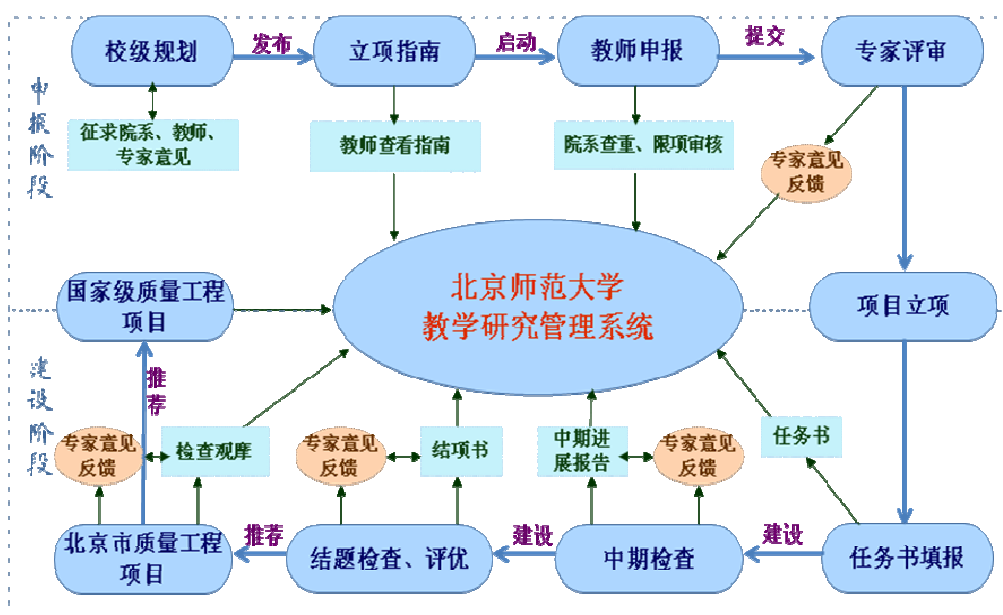 校级规划
发布
立项指南
启动
教师申报
提交
专家评审
申报阶段
征求院系、教师、
专家意见
教师查看指南
院系查重、限项审核
专家意见
反馈
国家级质量工程
项目
北京师范大学
教学研究管理系统
项目立项
建设阶段
推荐
专家意见
反馈
检查观库
专家意见
反馈
结项书
中期进
展报告
专家意见
反馈
任务书
北京市质量工程
项目
推荐
结题检查、评优
建设
中期检查
建设
任务书填报